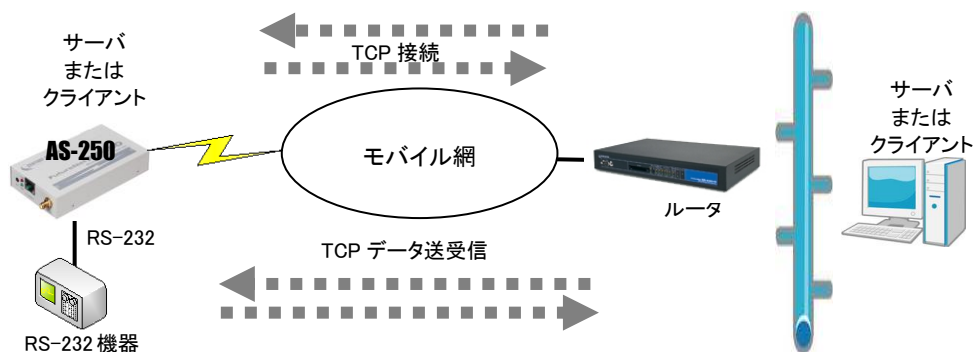 サーバ
または
クライアント
TCP 接続
AS-250
モバイル網
サーバ
または
クライアント
ルータ
RS-232
TCP データ送受信
RS-232 機器